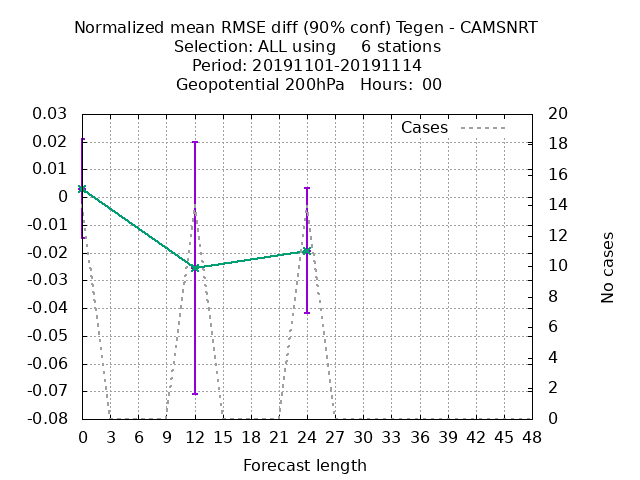 Normalized mean RMSE diff (90% conf) Tegen - CAMSNRT
Selection: ALL using     6 stations
Period: 20191101-20191114
Geopotential 200hPa   Hours:  00
Cases
0.03
0.02
0.01
0
-0.01
-0.02
-0.03
-0.04
-0.05
-0.06
-0.07
-0.08
20
18
16
14
12
10
8
6
4
2
0
No cases
0 3 6 9 12 15 18 21 24 27 30 33 36 39 42 45 48
Forecast length